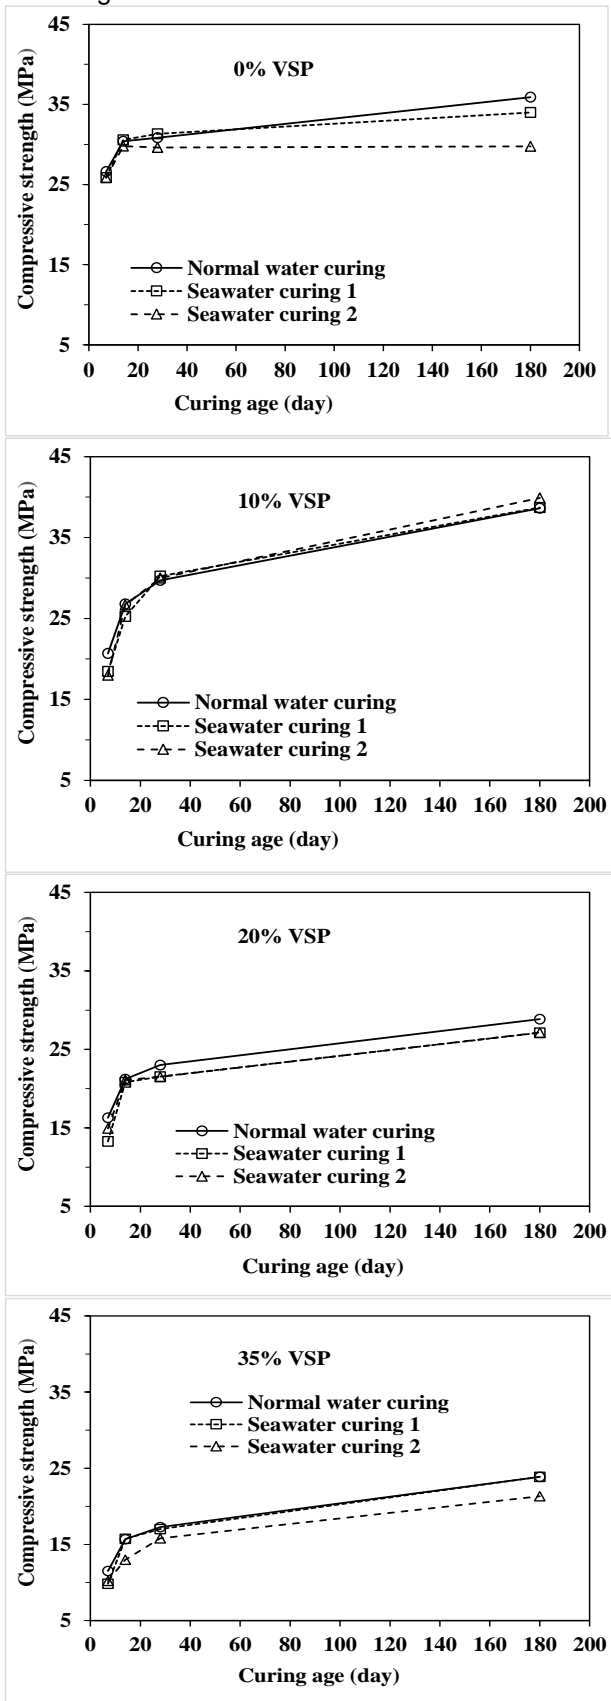 45
Compressive strength (MPa)
35
25
15
5
0% VSP
Normal water curing
Seawater curing 1
Seawater curing 2
0 20 40 60 80 100 120 140 160 180 200
Curing age (day)
45
Compressive strength (MPa)
35
25
15
5
10% VSP
Normal water curing
Seawater curing 1
Seawater curing 2
0 20 40 60 80 100 120 140 160 180 200
Curing age (day)
45
Compressive strength (MPa)
35
25
15
5
20% VSP
Normal water curing
Seawater curing 1
Seawater curing 2
0 20 40 60 80 100 120 140 160 180 200
Curing age (day)
45
Compressive strength (MPa)
35
25
15
5
35% VSP
Normal water curing
Seawater curing 1
Seawater curing 2
0 20 40 60 80 100 120 140 160 180 200
Curing age (day)